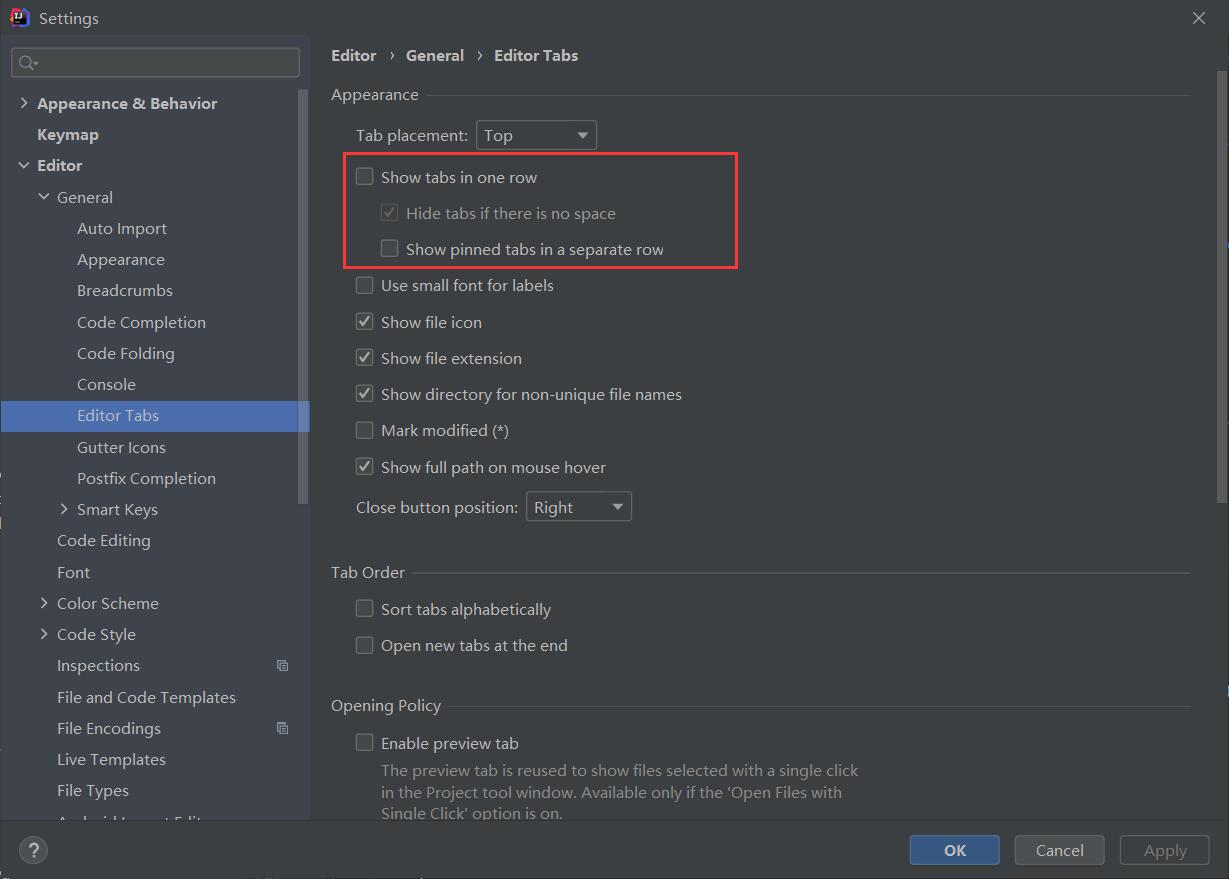 Settings
Appearance & Behavior
Keymap
Editor
General
Auto Import
Appearance
Breadcrumbs
Code Completion
Code Folding
Console
Editor Tabs
Gutter Icons
Postfix Completion
Smart Keys
Code Editing
Font
Color Scheme
Code Style
Inspections
File and Code Templates
File Encodings
Live Templates
File Types
Editor › General › Editor Tabs
Appearance
Tab placement: Top
Show tabs in one row
Hide tabs if there is no space
Show pinned tabs in a separate row
Use small font for labels
Show file icon
Show file extension
Show directory for non-unique file names
Mark modified (*)
Show full path on mouse hover
Close button position: Right
Tab Order
Sort tabs alphabetically
Open new tabs at the end
Opening Policy
Enable preview tab
The preview tab is reused to show files selected with a single click
in the Project tool window. Available only if the 'Open Files with
Single Click' option is on.
?
OK
Cancel
Apply